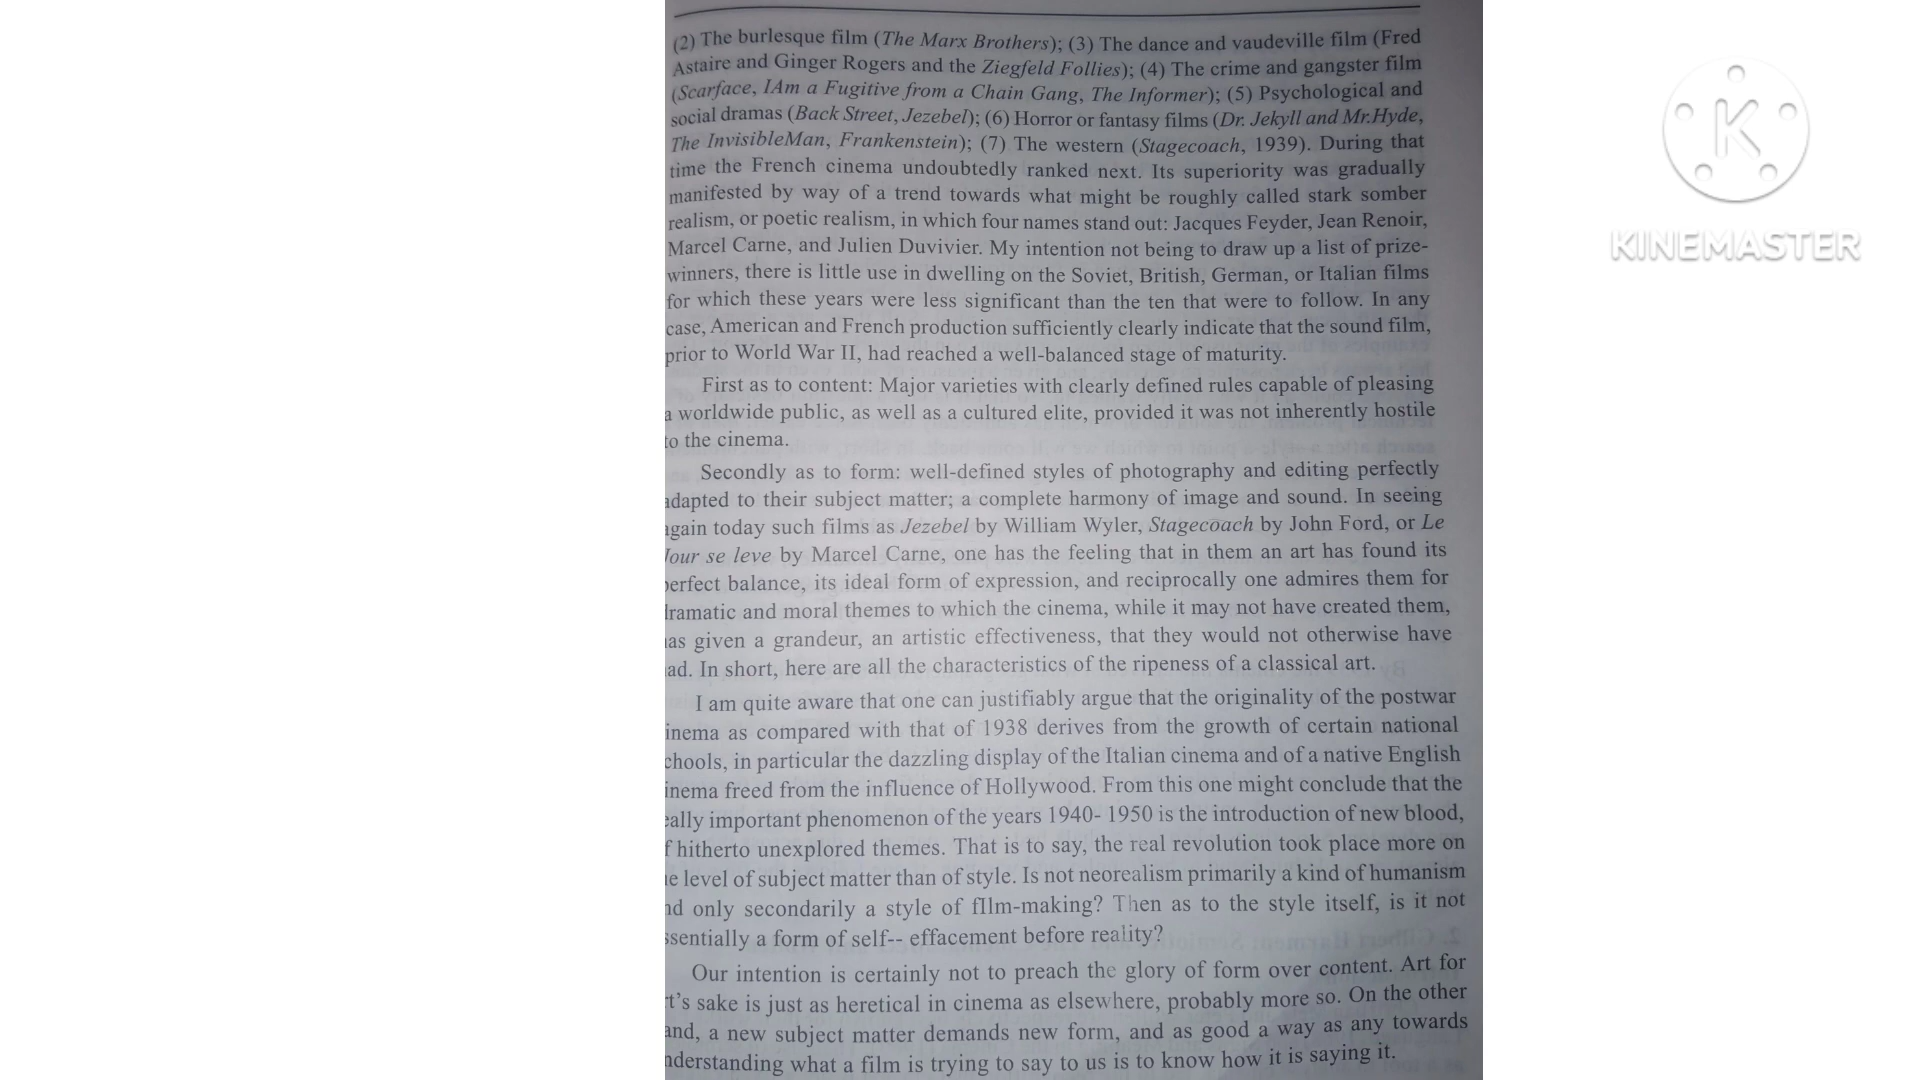 (2) The burlesque film (The Marx Brothers); (3) The dance and vaudeville film (Fred
Astaire and Ginger Rogers and the Ziegfeld Follies); (4) The crime and gangster film
(Scarface, IAm a Fugitive from a Chain Gang, The Informer); (5) Psychological and
social dramas (Back Street, Jezebel); (6) Horror or fantasy films (Dr. Jekyll and Mr.Hyde,
The InvisibleMan, Frankenstein); (7) The western (Stagecoach, 1939). During that
time the French cinema undoubtedly ranked next. Its superiority was gradually
manifested by way of a trend towards what might be roughly called stark somber
realism, or poetic realism, in which four names stand out: Jacques Feyder, Jean Renoir,
Marcel Carne, and Julien Duvivier. My intention not being to draw up a list of prize-
winners, there is little use in dwelling on the Soviet, British, German, or Italian films
for which these years were less significant than the ten that were to follow. In any
case, American and French production sufficiently clearly indicate that the sound film,
prior to World War II, had reached a well-balanced stage of maturity.
First as to content: Major varieties with clearly defined rules capable of pleasing
a worldwide public, as well as a cultured elite, provided it was not inherently hostile
to the cinema.
Secondly as to form: well-defined styles of photography and editing perfectly
adapted to their subject matter; a complete harmony of image and sound. In seeing
again today such films as Jezebel by William Wyler, Stagecoach by John Ford, or Le
Jour se leve by Marcel Carne, one has the feeling that in them an art has found its
perfect balance, its ideal form of expression, and reciprocally one admires them for
dramatic and moral themes to which the cinema, while it may not have created them,
as given a grandeur, an artistic effectiveness, that they would not otherwise have
ad. In short, here are all the characteristics of the ripeness of a classical art.
I am quite aware that one can justifiably argue that the originality of the postwar
inema as compared with that of 1938 derives from the growth of certain national
chools, in particular the dazzling display of the Italian cinema and of a native English
inema freed from the influence of Hollywood. From this one might conclude that the
eally important phenomenon of the years 1940- 1950 is the introduction of new blood,
f hitherto unexplored themes. That is to say, the real revolution took place more on
e level of subject matter than of style. Is not neorealism primarily a kind of humanism
nd only secondarily a style of fIlm-making? Then as to the style itself, is it not
ssentially a form of self-- effacement before reality?
Our intention is certainly not to preach the glory of form over content. Art for
t's sake is just as heretical in cinema as elsewhere, probably more so. On the other
and, a new subject matter demands new form, and as good a way as any towards
nderstanding what a film is trying to say to us is to know how it is saying it.
K
KINEMASTER